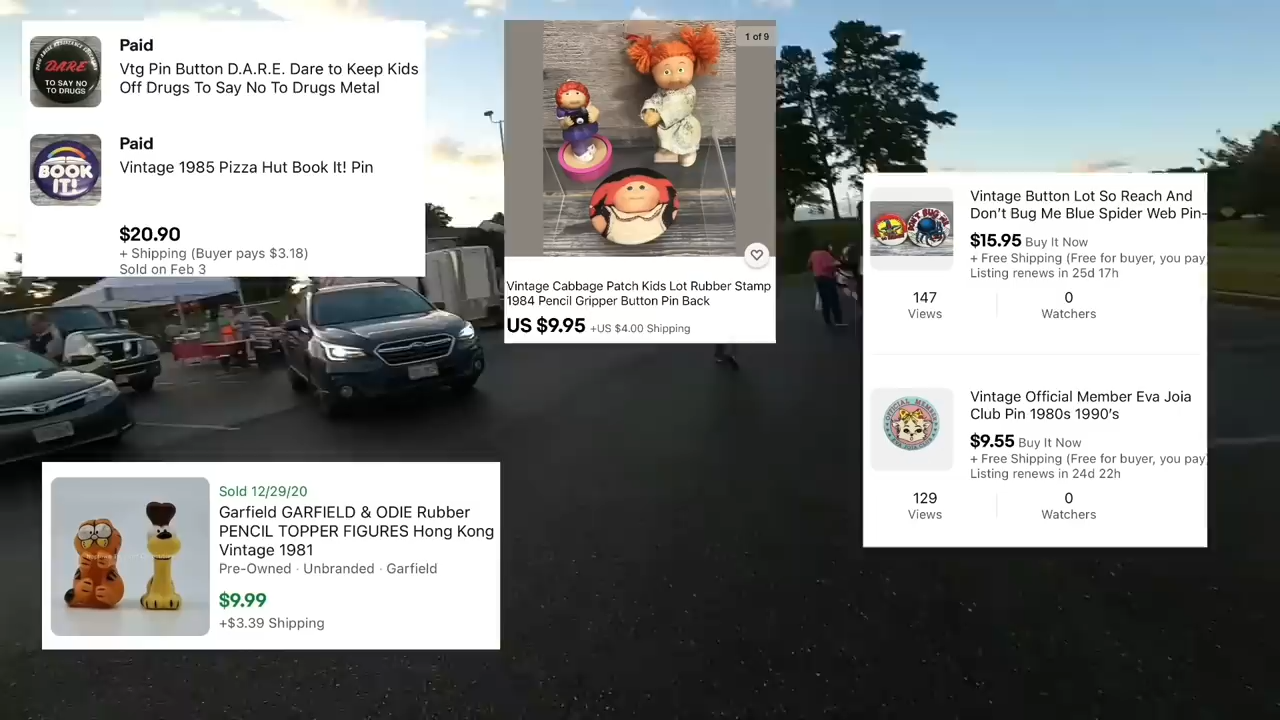 Paid
Vtg Pin Button D.A.R.E. Dare to Keep Kids
Off Drugs To Say No To Drugs Metal
DARE
TO SAY NO
TO DRUGS
Paid
Vintage 1985 Pizza Hut Book It! Pin
BOOK
IT!
$20.90
+ Shipping (Buyer pays $3.18)
Sold on Feb 3
1 of 9
Vintage Cabbage Patch Kids Lot Rubber Stamp
1984 Pencil Gripper Button Pin Back
US $9.95 +US $4.00 Shipping
Vintage Button Lot So Reach And
Don't Bug Me Blue Spider Web Pin-
DON'T BUG ME
$15.95 Buy It Now
+ Free Shipping (Free for buyer, you pay
Listing renews in 25d 17h
147
0
Views
Watchers
Vintage Official Member Eva Joia
Club Pin 1980s 1990's
OFFICIAL MEMBER
$9.55 Buy It Now
+ Free Shipping (Free for buyer, you pay
Listing renews in 24d 22h
129
0
Views
Watchers
Sold 12/29/20
Garfield GARFIELD & ODIE Rubber
PENCIL TOPPER FIGURES Hong Kong
Vintage 1981
Pre-Owned · Unbranded · Garfield
$9.99
+$3.39 Shipping